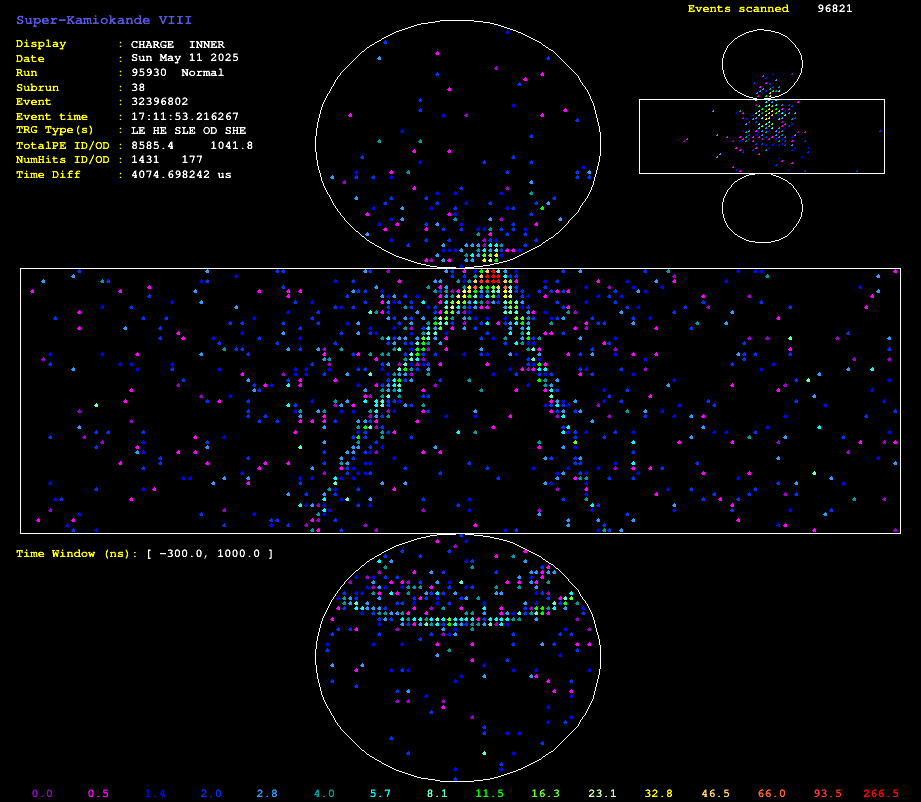 Super-Kamiokande VIII
Events scanned 96821
Display : CHARGE INNER
Date : Sun May 11 2025
Run : 95930 Normal
Subrun : 38
Event : 32396802
Event time : 17:11:53.216267
TRG Type(s) : LE HE SLE OD SHE
TotalPE ID/OD : 8585.4 1041.8
NumHits ID/OD : 1431 177
Time Diff : 4074.698242 us
Time Window (ns): [ -300.0, 1000.0 ]
0.0 0.5 1.4 2.0 2.8 4.0 5.7 8.1 11.5 16.3 23.1 32.8 46.5 66.0 93.5 266.5